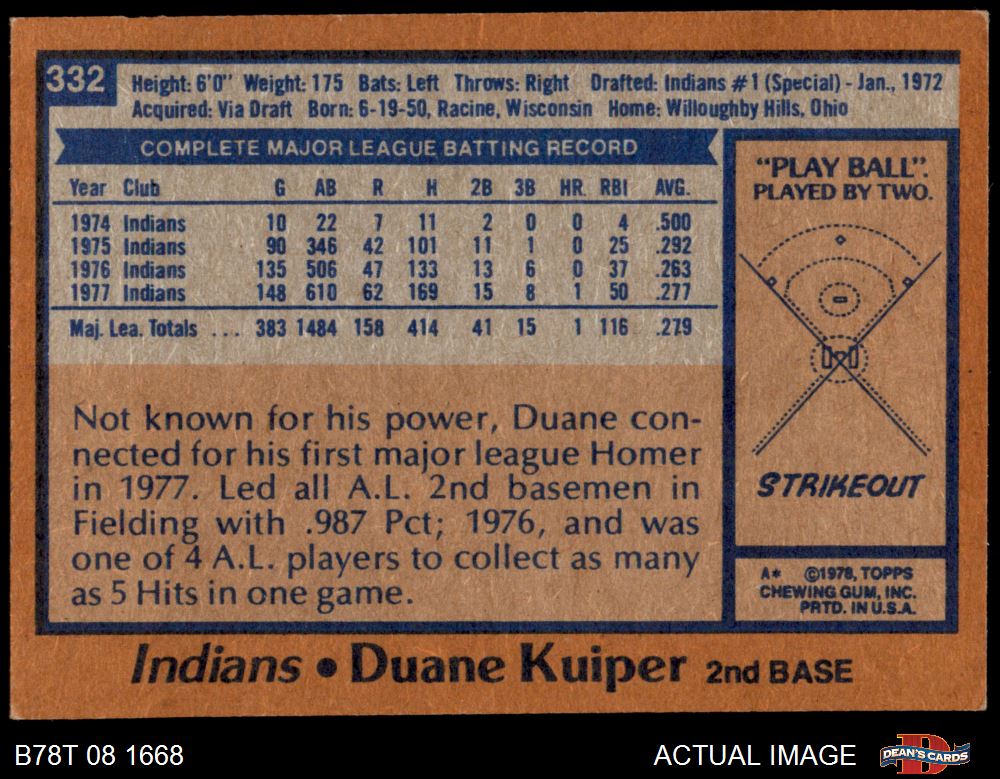 332
Height: 6'0" Weight: 175 Bats: Left Throws: Right Drafted: Indians #1 (Special) - Jan., 1972
Acquired: Via Draft Born: 6-19-50, Racine, Wisconsin Home: Willoughby Hills, Ohio
COMPLETE MAJOR LEAGUE BATTING RECORD
Year Club G AB R H 2B 3B HR. RBI AVG.
1974 Indians 10 22 7 11 2 0 0 4 .500
1975 Indians 90 346 42 101 11 1 0 25 .292
1976 Indians 135 506 47 133 13 6 0 37 .263
1977 Indians 148 610 62 169 15 8 1 50 .277
Maj. Lea. Totals ... 383 1484 158 414 41 15 1 116 .279
Not known for his power, Duane con-
nected for his first major league Homer
in 1977. Led all A.L. 2nd basemen in
Fielding with .987 Pct; 1976, and was
one of 4 A.L. players to collect as many
as 5 Hits in one game.
"PLAY BALL".
PLAYED BY TWO.
STRIKEOUT
A* ©1978, TOPPS
CHEWING GUM, INC.
PRTD. IN U.S.A.
Indians • Duane Kuiper 2nd BASE
B78T 08 1668
ACTUAL IMAGE
D
DEAN'S CARDS